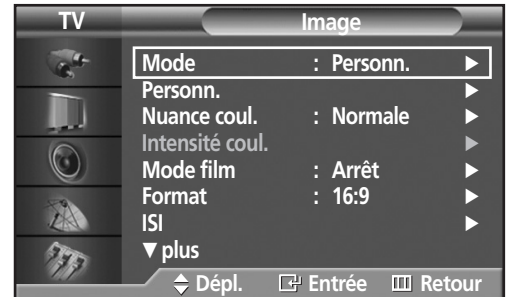 TV Image
Mode : Personn. ▶
Personn. ▶
Nuance coul. : Normale ▶
Intensité coul. ▶
Mode film : Arrêt ▶
Format : 16:9 ▶
ISI ▶
▼ plus
Dépl. Entrée Retour